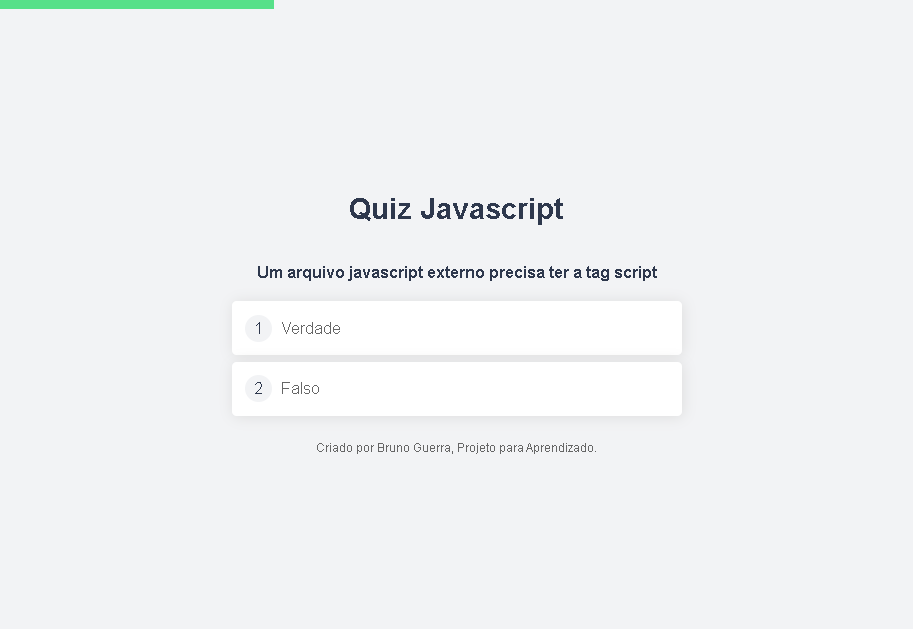 Quiz Javascript
Um arquivo javascript externo precisa ter a tag script
1 Verdade
2 Falso
Criado por Bruno Guerra, Projeto para Aprendizado.